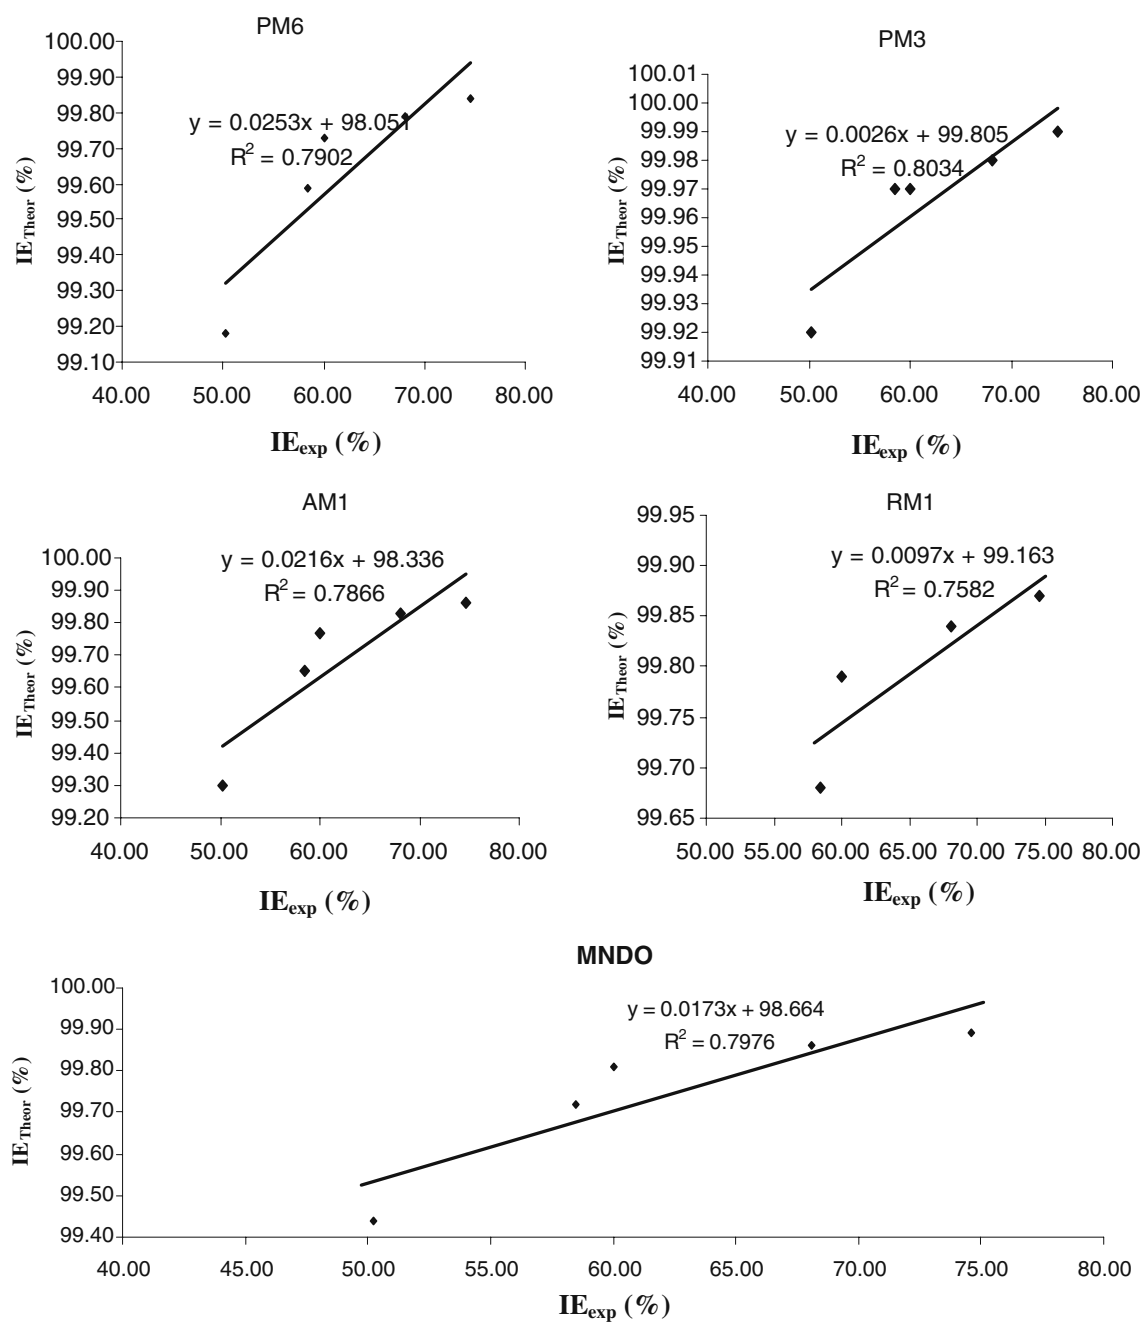 PM6
100.00
99.90
99.80
99.70
99.60
99.50
99.40
99.30
99.20
99.10
IE_Theor (%)
y = 0.0253x + 98.051
R² = 0.7902
40.00 50.00 60.00 70.00 80.00
IE_exp (%)
PM3
100.01
100.00
99.99
99.98
99.97
99.96
99.95
99.94
99.93
99.92
99.91
IE_Theor (%)
y = 0.0026x + 99.805
R² = 0.8034
40.00 50.00 60.00 70.00 80.00
IE_exp (%)
AM1
100.00
99.90
99.80
99.70
99.60
99.50
99.40
99.30
99.20
IE_Theor (%)
y = 0.0216x + 98.336
R² = 0.7866
40.00 50.00 60.00 70.00 80.00
IE_exp (%)
RM1
99.95
99.90
99.85
99.80
99.75
99.70
99.65
IE_Theor (%)
y = 0.0097x + 99.163
R² = 0.7582
50.00 55.00 60.00 65.00 70.00 75.00 80.00
IE_exp (%)
MNDO
100.00
99.90
99.80
99.70
99.60
99.50
99.40
IE_Theor (%)
y = 0.0173x + 98.664
R² = 0.7976
40.00 45.00 50.00 55.00 60.00 65.00 70.00 75.00 80.00
IE_exp (%)